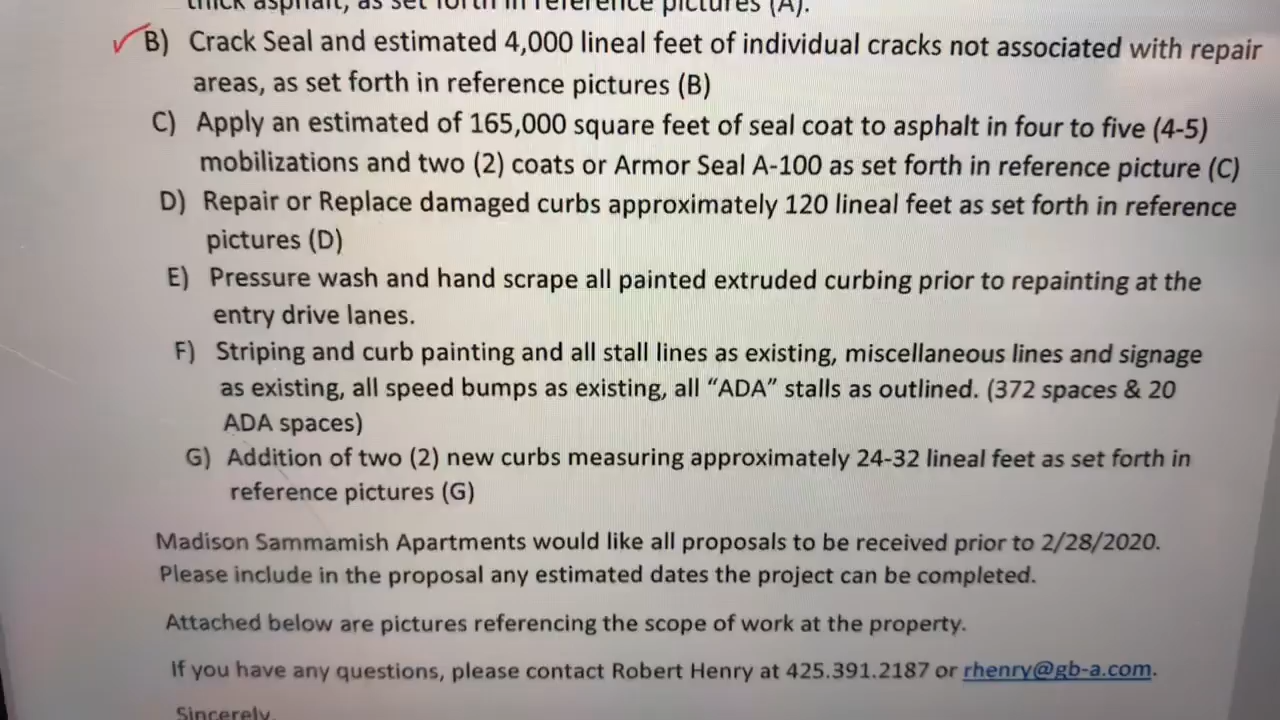 thick asphalt, as set forth in reference pictures (A).
B) Crack Seal and estimated 4,000 lineal feet of individual cracks not associated with repair
areas, as set forth in reference pictures (B)
C) Apply an estimated of 165,000 square feet of seal coat to asphalt in four to five (4-5)
mobilizations and two (2) coats or Armor Seal A-100 as set forth in reference picture (C)
D) Repair or Replace damaged curbs approximately 120 lineal feet as set forth in reference
pictures (D)
E) Pressure wash and hand scrape all painted extruded curbing prior to repainting at the
entry drive lanes.
F) Striping and curb painting and all stall lines as existing, miscellaneous lines and signage
as existing, all speed bumps as existing, all “ADA” stalls as outlined. (372 spaces & 20
ADA spaces)
G) Addition of two (2) new curbs measuring approximately 24-32 lineal feet as set forth in
reference pictures (G)
Madison Sammamish Apartments would like all proposals to be received prior to 2/28/2020.
Please include in the proposal any estimated dates the project can be completed.
Attached below are pictures referencing the scope of work at the property.
If you have any questions, please contact Robert Henry at 425.391.2187 or rhenry@gb-a.com.
Sincerely,